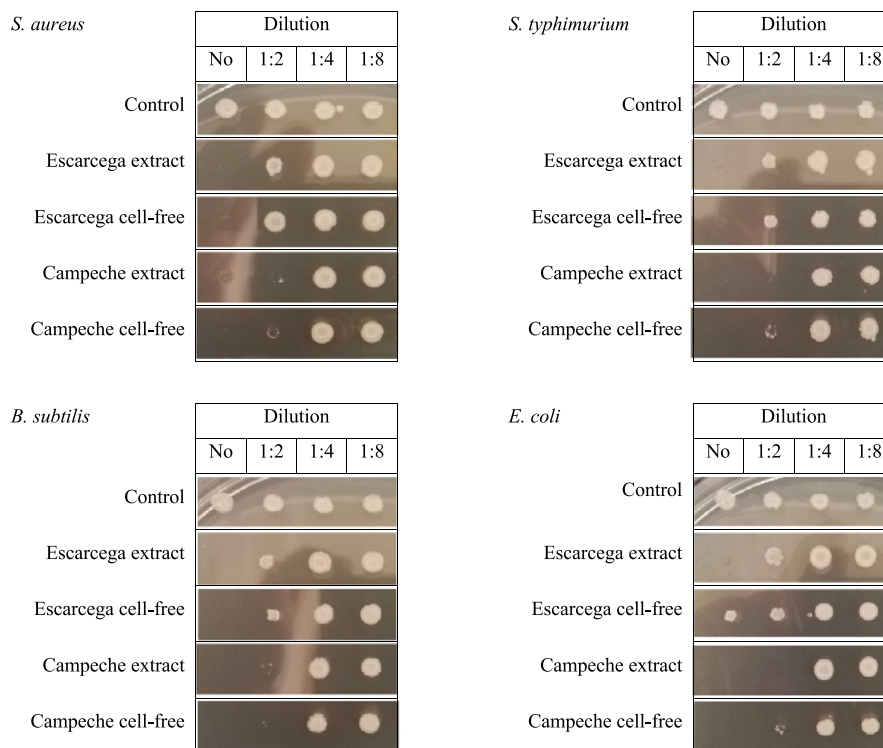 S. aureus
Dilution
No 1:2 1:4 1:8
Control
Escarcega extract
Escarcega cell-free
Campeche extract
Campeche cell-free
S. typhimurium
Dilution
No 1:2 1:4 1:8
Control
Escarcega extract
Escarcega cell-free
Campeche extract
Campeche cell-free
B. subtilis
Dilution
No 1:2 1:4 1:8
Control
Escarcega extract
Escarcega cell-free
Campeche extract
Campeche cell-free
E. coli
Dilution
No 1:2 1:4 1:8
Control
Escarcega extract
Escarcega cell-free
Campeche extract
Campeche cell-free